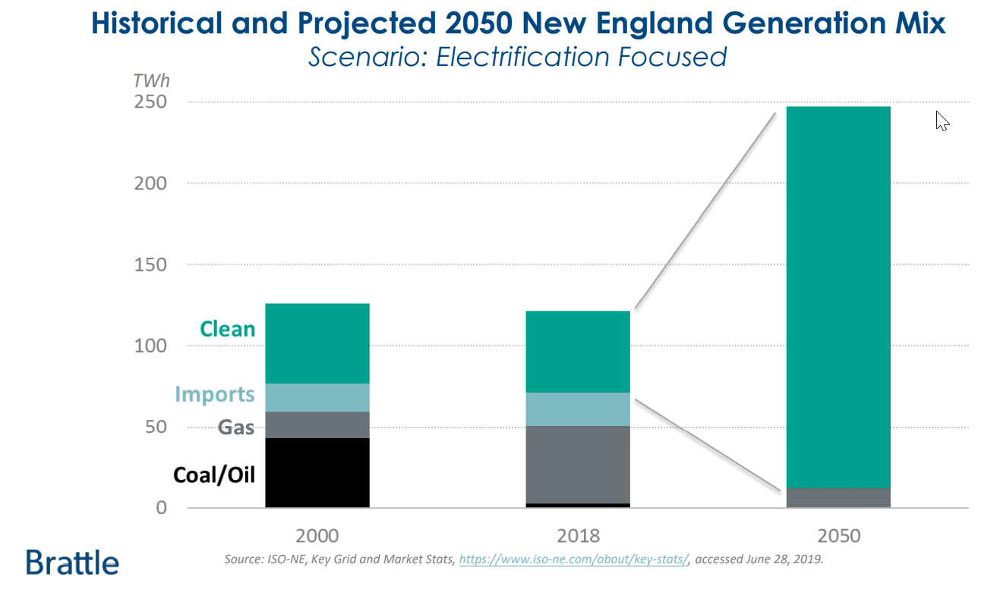 Historical and Projected 2050 New England Generation Mix
Scenario: Electrification Focused
TWh
250
200
150
100
50
0
Clean
Imports
Gas
Coal/Oil
2000 2018 2050
Brattle
Source: ISO-NE, Key Grid and Market Stats, https://www.iso-ne.com/about/key-stats/, accessed June 28, 2019.